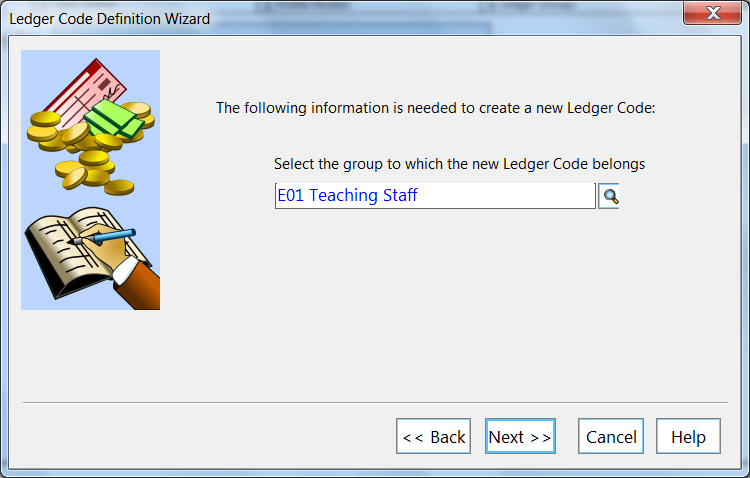 Ledger Code Definition Wizard
The following information is needed to create a new Ledger Code:
Select the group to which the new Ledger Code belongs
E01 Teaching Staff
<< Back Next >> Cancel Help